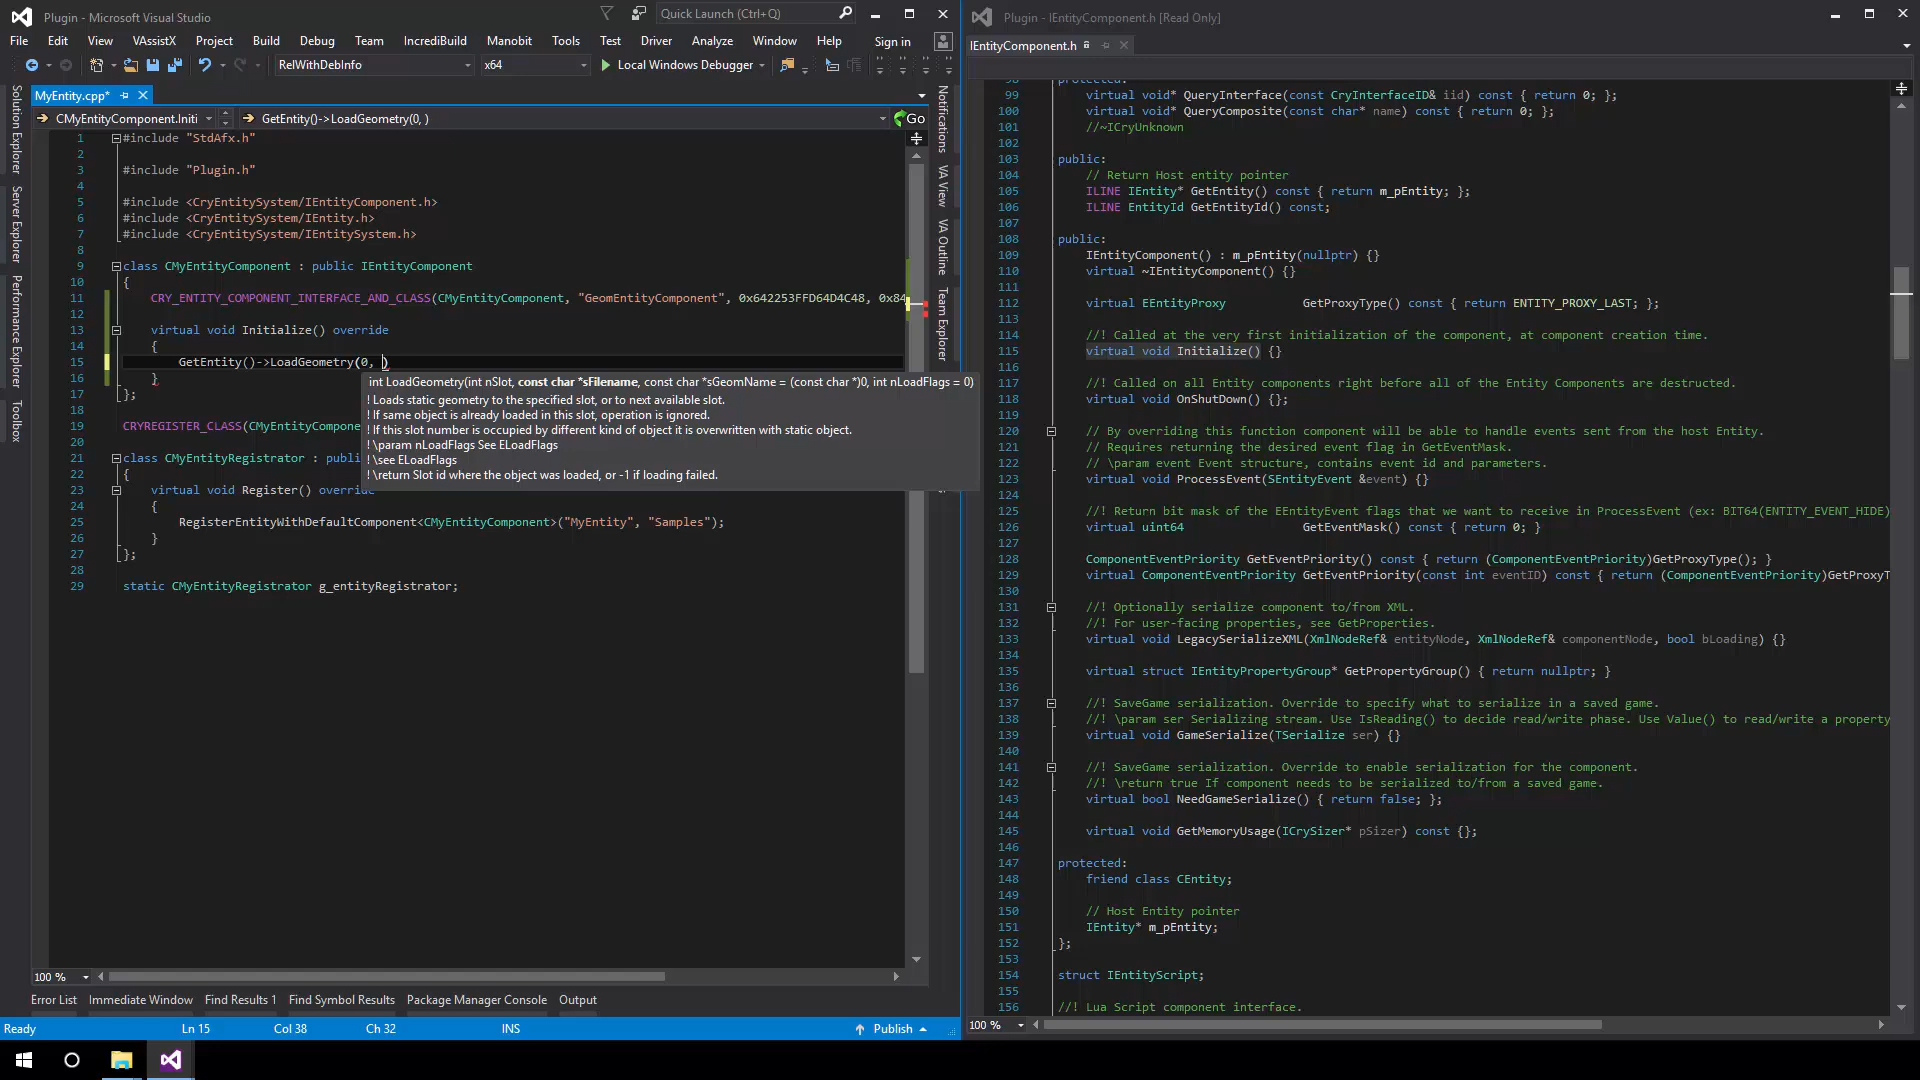 Plugin - Microsoft Visual Studio
Quick Launch (Ctrl+Q)
File Edit View VAssistX Project Build Debug Team IncrediBuild Manobit Tools Test Driver Analyze Window Help Sign in
RelWithDebInfo x64 Local Windows Debugger
MyEntity.cpp*
CMyEntityComponent.Initi GetEntity()->LoadGeometry(0, ) Go
Solution Explorer
Server Explorer
Performance Explorer
Toolbox
1 #include "StdAfx.h"
2
3 #include "Plugin.h"
4
5 #include <CryEntitySystem/IEntityComponent.h>
6 #include <CryEntitySystem/IEntity.h>
7 #include <CryEntitySystem/IEntitySystem.h>
8
9 class CMyEntityComponent : public IEntityComponent
10 {
11 CRY_ENTITY_COMPONENT_INTERFACE_AND_CLASS(CMyEntityComponent, "GeomEntityComponent", 0x642253FFD64D4C48, 0x84
12
13 virtual void Initialize() override
14 {
15 GetEntity()->LoadGeometry(0, )
16 }
17 };
18
19 CRYREGISTER_CLASS(CMyEntityCompone
20
21 class CMyEntityRegistrator : publi
22 {
23 virtual void Register() override
24 {
25 RegisterEntityWithDefaultComponent<CMyEntityComponent>("MyEntity", "Samples");
26 }
27 };
28
29 static CMyEntityRegistrator g_entityRegistrator;
int LoadGeometry(int nSlot, const char *sFilename, const char *sGeomName = (const char *)0, int nLoadFlags = 0)
! Loads static geometry to the specified slot, or to next available slot.
! If same object is already loaded in this slot, operation is ignored.
! If this slot number is occupied by different kind of object it is overwritten with static object.
! \param nLoadFlags See ELoadFlags
! \see ELoadFlags
! \return Slot id where the object was loaded, or -1 if loading failed.
Notifications
VA View
VA Outline
Team Explorer
100 %
Error List Immediate Window Find Results 1 Find Symbol Results Package Manager Console Output
Ready Ln 15 Col 38 Ch 32 INS Publish
Plugin - IEntityComponent.h [Read Only]
IEntityComponent.h
98 protected:
99 virtual void* QueryInterface(const CryInterfaceID& iid) const { return 0; };
100 virtual void* QueryComposite(const char* name) const { return 0; };
101 //~ICryUnknown
102
103 public:
104 // Return Host entity pointer
105 ILINE IEntity* GetEntity() const { return m_pEntity; };
106 ILINE EntityId GetEntityId() const;
107
108 public:
109 IEntityComponent() : m_pEntity(nullptr) {}
110 virtual ~IEntityComponent() {}
111
112 virtual EEntityProxy GetProxyType() const { return ENTITY_PROXY_LAST; };
113
114 //! Called at the very first initialization of the component, at component creation time.
115 virtual void Initialize() {}
116
117 //! Called on all Entity components right before all of the Entity Components are destructed.
118 virtual void OnShutDown() {};
119
120 // By overriding this function component will be able to handle events sent from the host Entity.
121 // Requires returning the desired event flag in GetEventMask.
122 // \param event Event structure, contains event id and parameters.
123 virtual void ProcessEvent(SEntityEvent &event) {}
124
125 //! Return bit mask of the EEntityEvent flags that we want to receive in ProcessEvent (ex: BIT64(ENTITY_EVENT_HIDE)
126 virtual uint64 GetEventMask() const { return 0; }
127
128 ComponentEventPriority GetEventPriority() const { return (ComponentEventPriority)GetProxyType(); }
129 virtual ComponentEventPriority GetEventPriority(const int eventID) const { return (ComponentEventPriority)GetProxyT
130
131 //! Optionally serialize component to/from XML.
132 //! For user-facing properties, see GetProperties.
133 virtual void LegacySerializeXML(XmlNodeRef& entityNode, XmlNodeRef& componentNode, bool bLoading) {}
134
135 virtual struct IEntityPropertyGroup* GetPropertyGroup() { return nullptr; }
136
137 //! SaveGame serialization. Override to specify what to serialize in a saved game.
138 //! \param ser Serializing stream. Use IsReading() to decide read/write phase. Use Value() to read/write a property
139 virtual void GameSerialize(TSerialize ser) {}
140
141 //! SaveGame serialization. Override to enable serialization for the component.
142 //! \return true If component needs to be serialized to/from a saved game.
143 virtual bool NeedGameSerialize() { return false; };
144
145 virtual void GetMemoryUsage(ICrySizer* pSizer) const {};
146
147 protected:
148 friend class CEntity;
149
150 // Host Entity pointer
151 IEntity* m_pEntity;
152 };
153
154 struct IEntityScript;
155
156 //! Lua Script component interface.
100 %